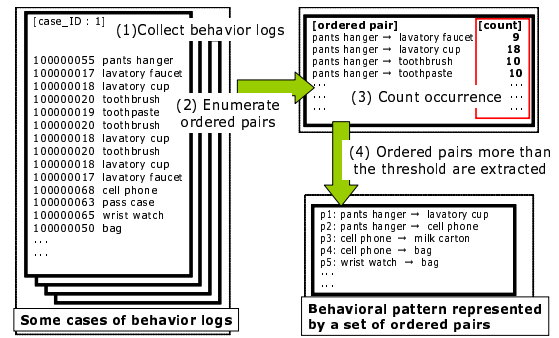 [case_ID : 1]
(1)Collect behavior logs
100000055 pants hanger
100000017 lavatory faucet
100000018 lavatory cup
100000020 toothbrush
100000019 toothpaste
100000020 toothbrush
100000018 lavatory cup
100000020 toothbrush
100000018 lavatory cup
100000017 lavatory faucet
100000068 cell phone
100000063 pass case
100000065 wrist watch
100000050 bag
...
...
Some cases of behavior logs
(2) Enumerate
ordered pairs
[ordered pair] [count]
pants hanger → lavatory faucet 9
pants hanger → lavatory cup 18
pants hanger → toothbrush 10
pants hanger → toothpaste 10
... ...
... ...
... ...
(3) Count occurrence
(4) Ordered pairs more than
the threshold are extracted
p1: pants hanger → lavatory cup
p2: pants hanger → cell phone
p3: cell phone → milk carton
p4: cell phone → bag
p5: wrist watch → bag
...
...
Behavioral pattern represented
by a set of ordered pairs